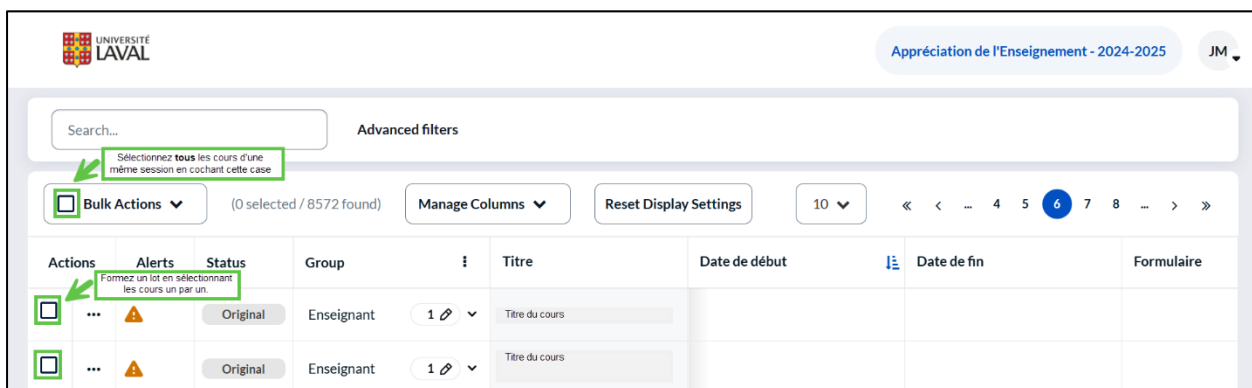 UNIVERSITÉ
LAVAL
Appréciation de l'Enseignement - 2024-2025
JM
Search...
Advanced filters
Sélectionnez tous les cours d'une
même session en cochant cette case
Bulk Actions
(0 selected / 8572 found)
Manage Columns
Reset Display Settings
10
« ‹ ... 4 5 6 7 8 ... › »
Actions Alerts Status Group Titre Date de début Date de fin Formulaire
Formez un lot en sélectionnant
les cours un par un.
... Original Enseignant 1 Titre du cours
... Original Enseignant 1 Titre du cours